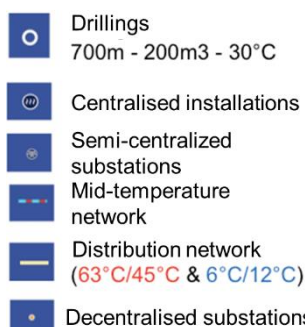 Drillings
700m - 200m3 - 30°C
Centralised installations
Semi-centralized
substations
Mid-temperature
network
Distribution network
(63°C/45°C & 6°C/12°C)
Decentralised substations